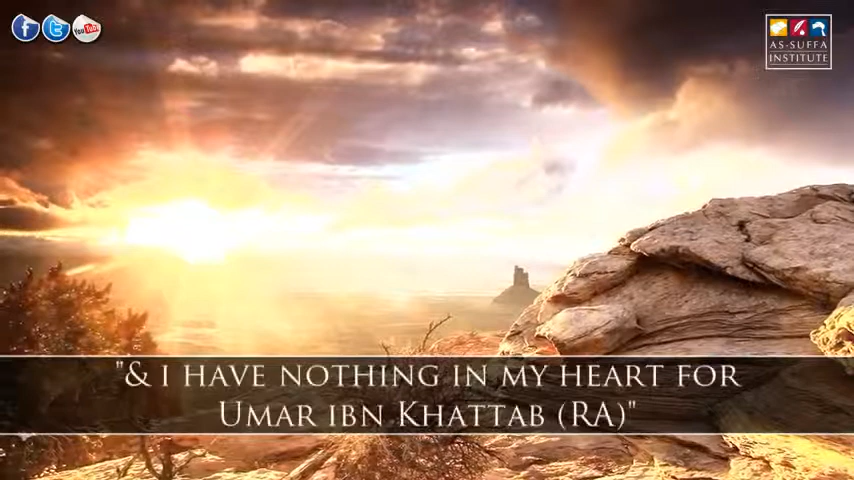 f
t
You Tube
AS-SUFFA
INSTITUTE
"& I HAVE NOTHING IN MY HEART FOR
UMAR IBN KHATTAB (RA)"